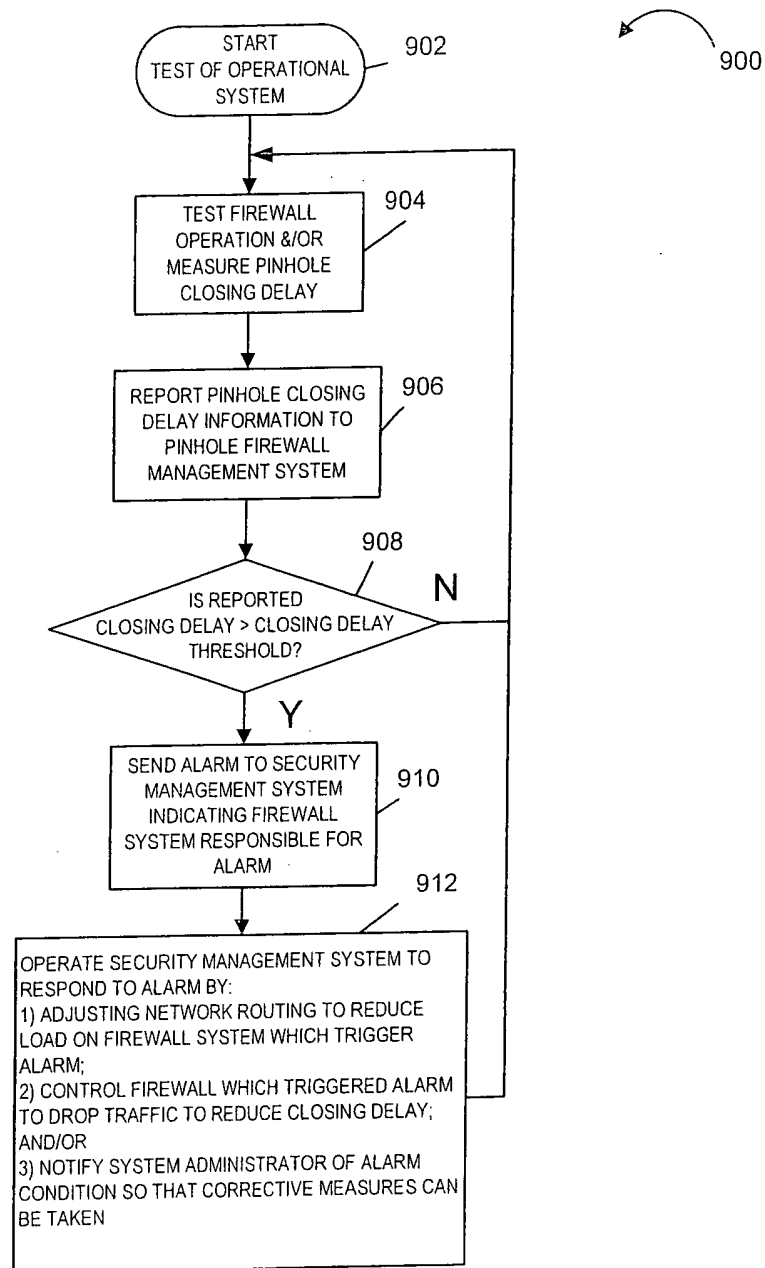 START
TEST OF OPERATIONAL
SYSTEM
902
900
TEST FIREWALL
OPERATION &/OR
MEASURE PINHOLE
CLOSING DELAY
904
REPORT PINHOLE CLOSING
DELAY INFORMATION TO
PINHOLE FIREWALL
MANAGEMENT SYSTEM
906
908
IS REPORTED
CLOSING DELAY > CLOSING DELAY
THRESHOLD?
N
Y
SEND ALARM TO SECURITY
MANAGEMENT SYSTEM
INDICATING FIREWALL
SYSTEM RESPONSIBLE FOR
ALARM
910
912
OPERATE SECURITY MANAGEMENT SYSTEM TO
RESPOND TO ALARM BY:
1) ADJUSTING NETWORK ROUTING TO REDUCE
LOAD ON FIREWALL SYSTEM WHICH TRIGGER
ALARM;
2) CONTROL FIREWALL WHICH TRIGGERED ALARM
TO DROP TRAFFIC TO REDUCE CLOSING DELAY;
AND/OR
3) NOTIFY SYSTEM ADMINISTRATOR OF ALARM
CONDITION SO THAT CORRECTIVE MEASURES CAN
BE TAKEN